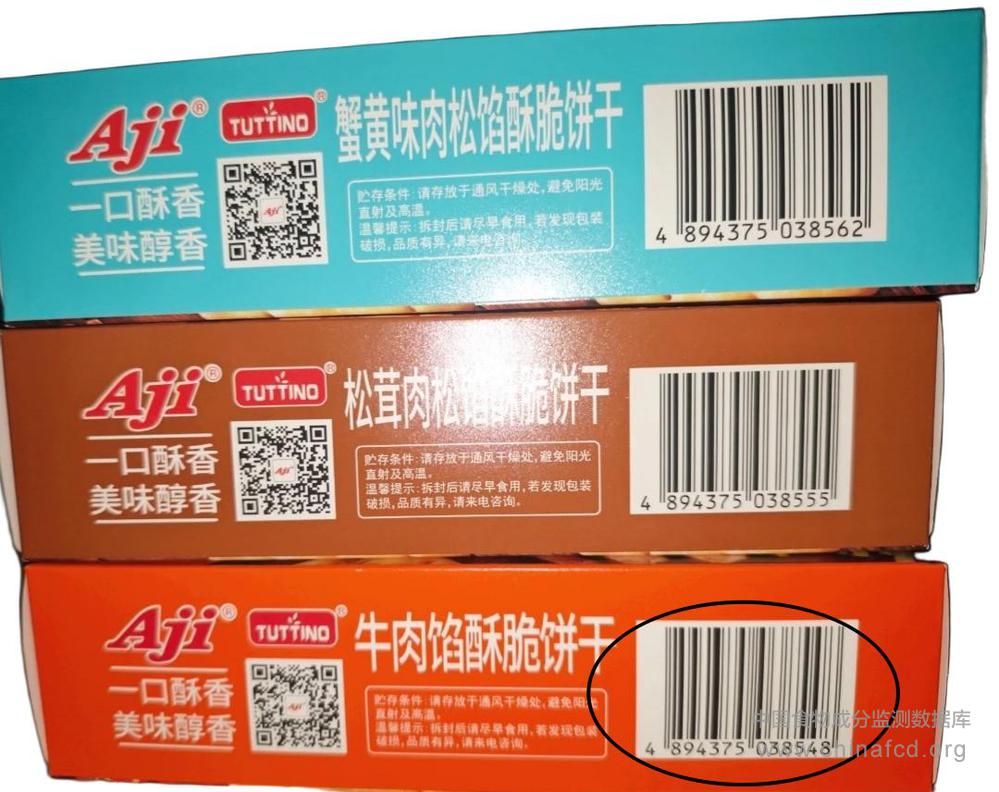 Aji®
TUTTINO®
蟹黄味肉松馅酥脆饼干
一口酥香
美味醇香
Aji
贮存条件：请存放于通风干燥处，避免阳光
直射及高温。
温馨提示：拆封后请尽早食用，若发现包装
破损，品质有异，请来电咨询。
4 894375 038562
Aji®
TUTTINO®
松茸肉松馅酥脆饼干
一口酥香
美味醇香
Aji
贮存条件：请存放于通风干燥处，避免阳光
直射及高温。
温馨提示：拆封后请尽早食用，若发现包装
破损，品质有异，请来电咨询。
4 894375 038555
Aji®
TUTTINO®
牛肉馅酥脆饼干
一口酥香
美味醇香
Aji
贮存条件：请存放于通风干燥处，避免阳光
直射及高温。
温馨提示：拆封后请尽早食用，若发现包装
破损，品质有异，请来电咨询。
4 894375 038548
中国食物成分监测数据库
www.chinafcd.org